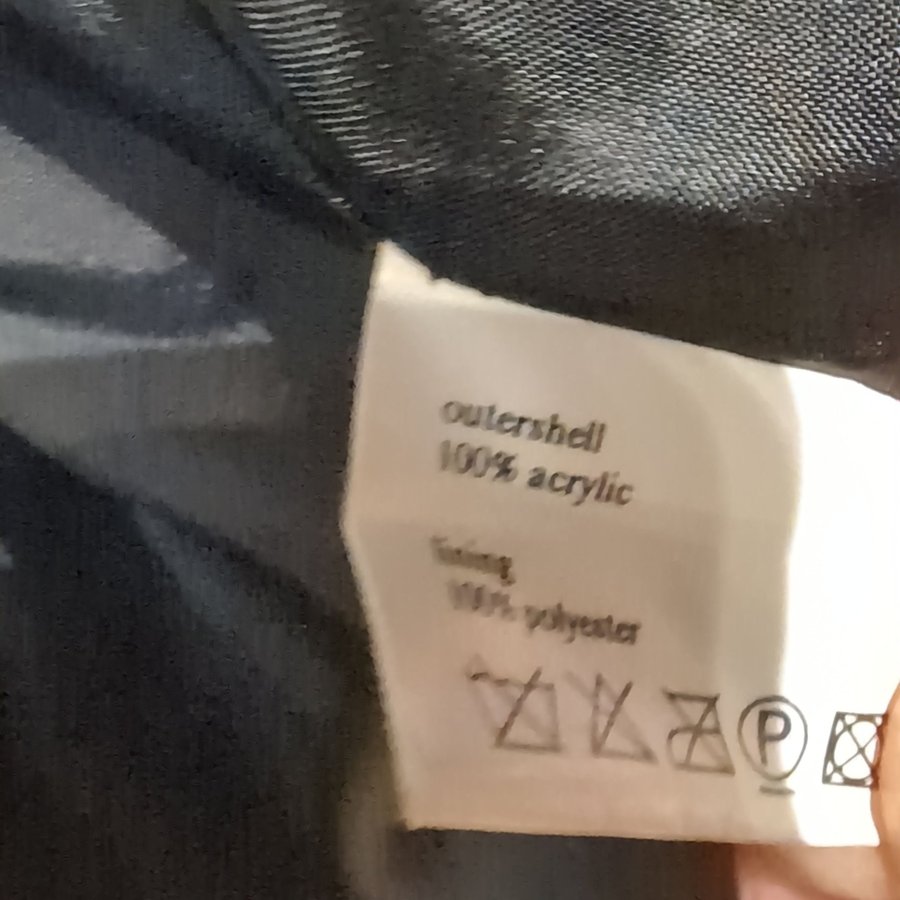 outershell
100% acrylic
lining
100% polyester
P